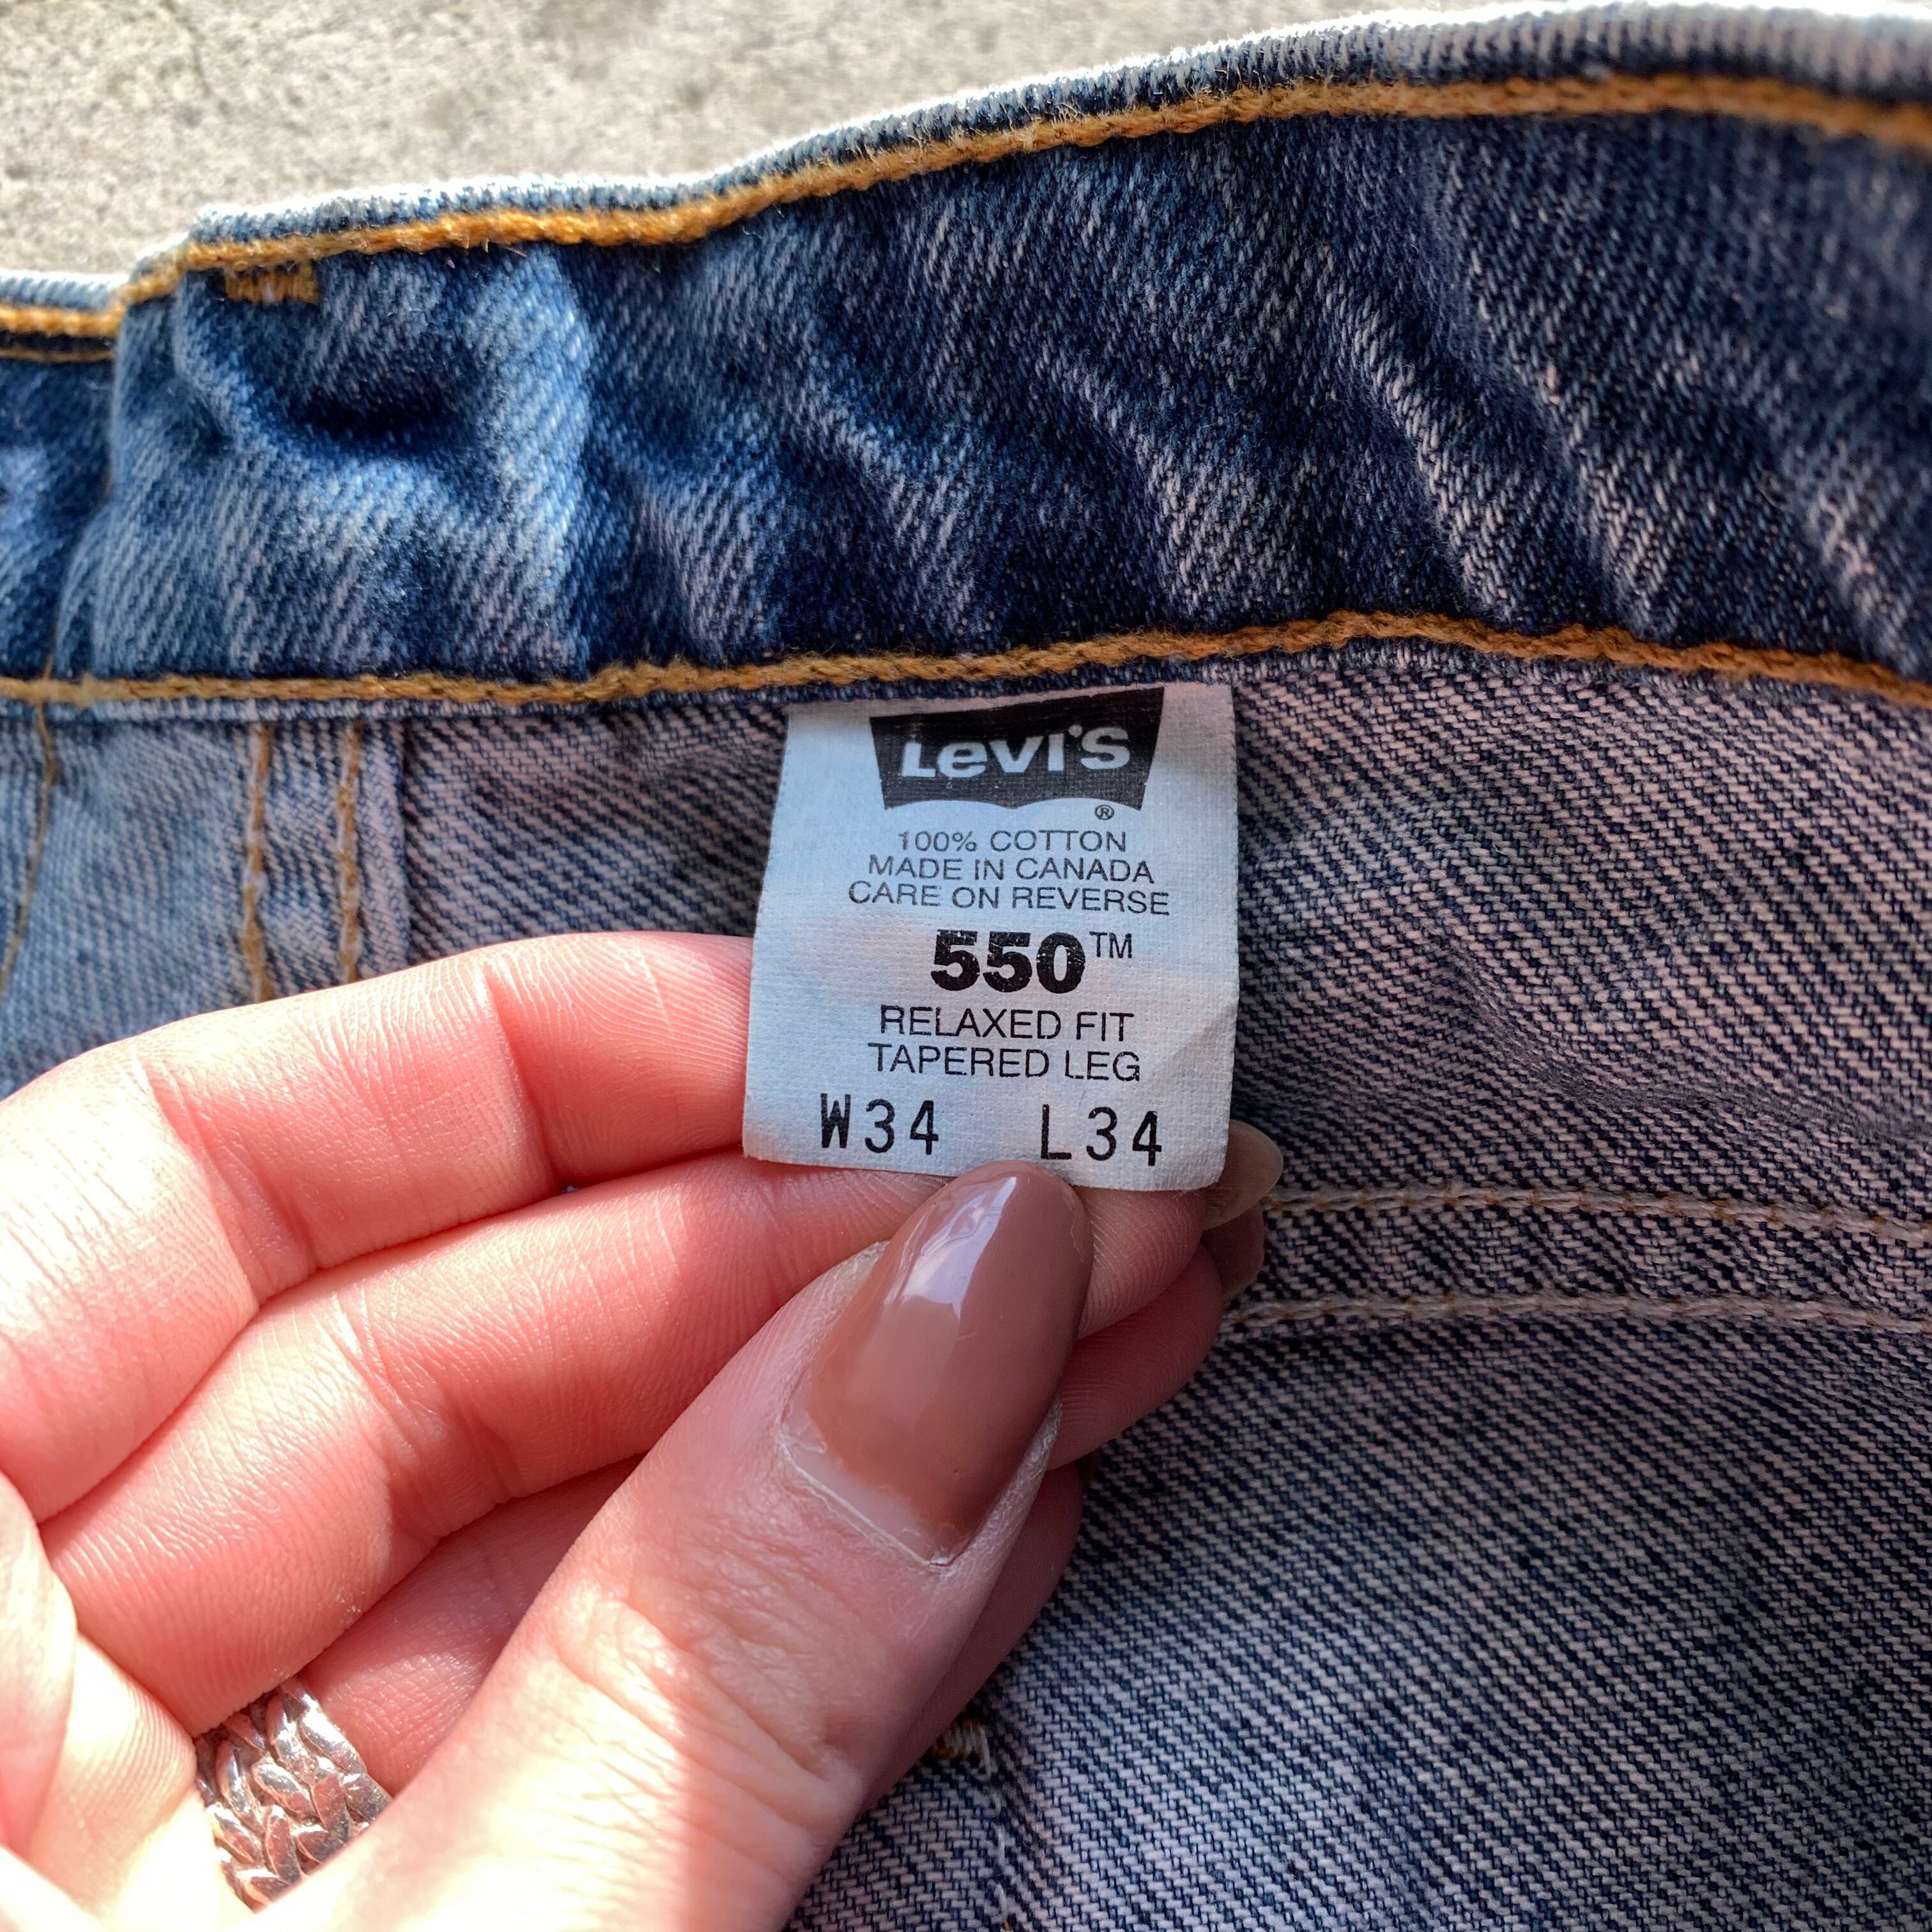 Levi's
®
100% COTTON
MADE IN CANADA
CARE ON REVERSE
550™
RELAXED FIT
TAPERED LEG
W34 L34